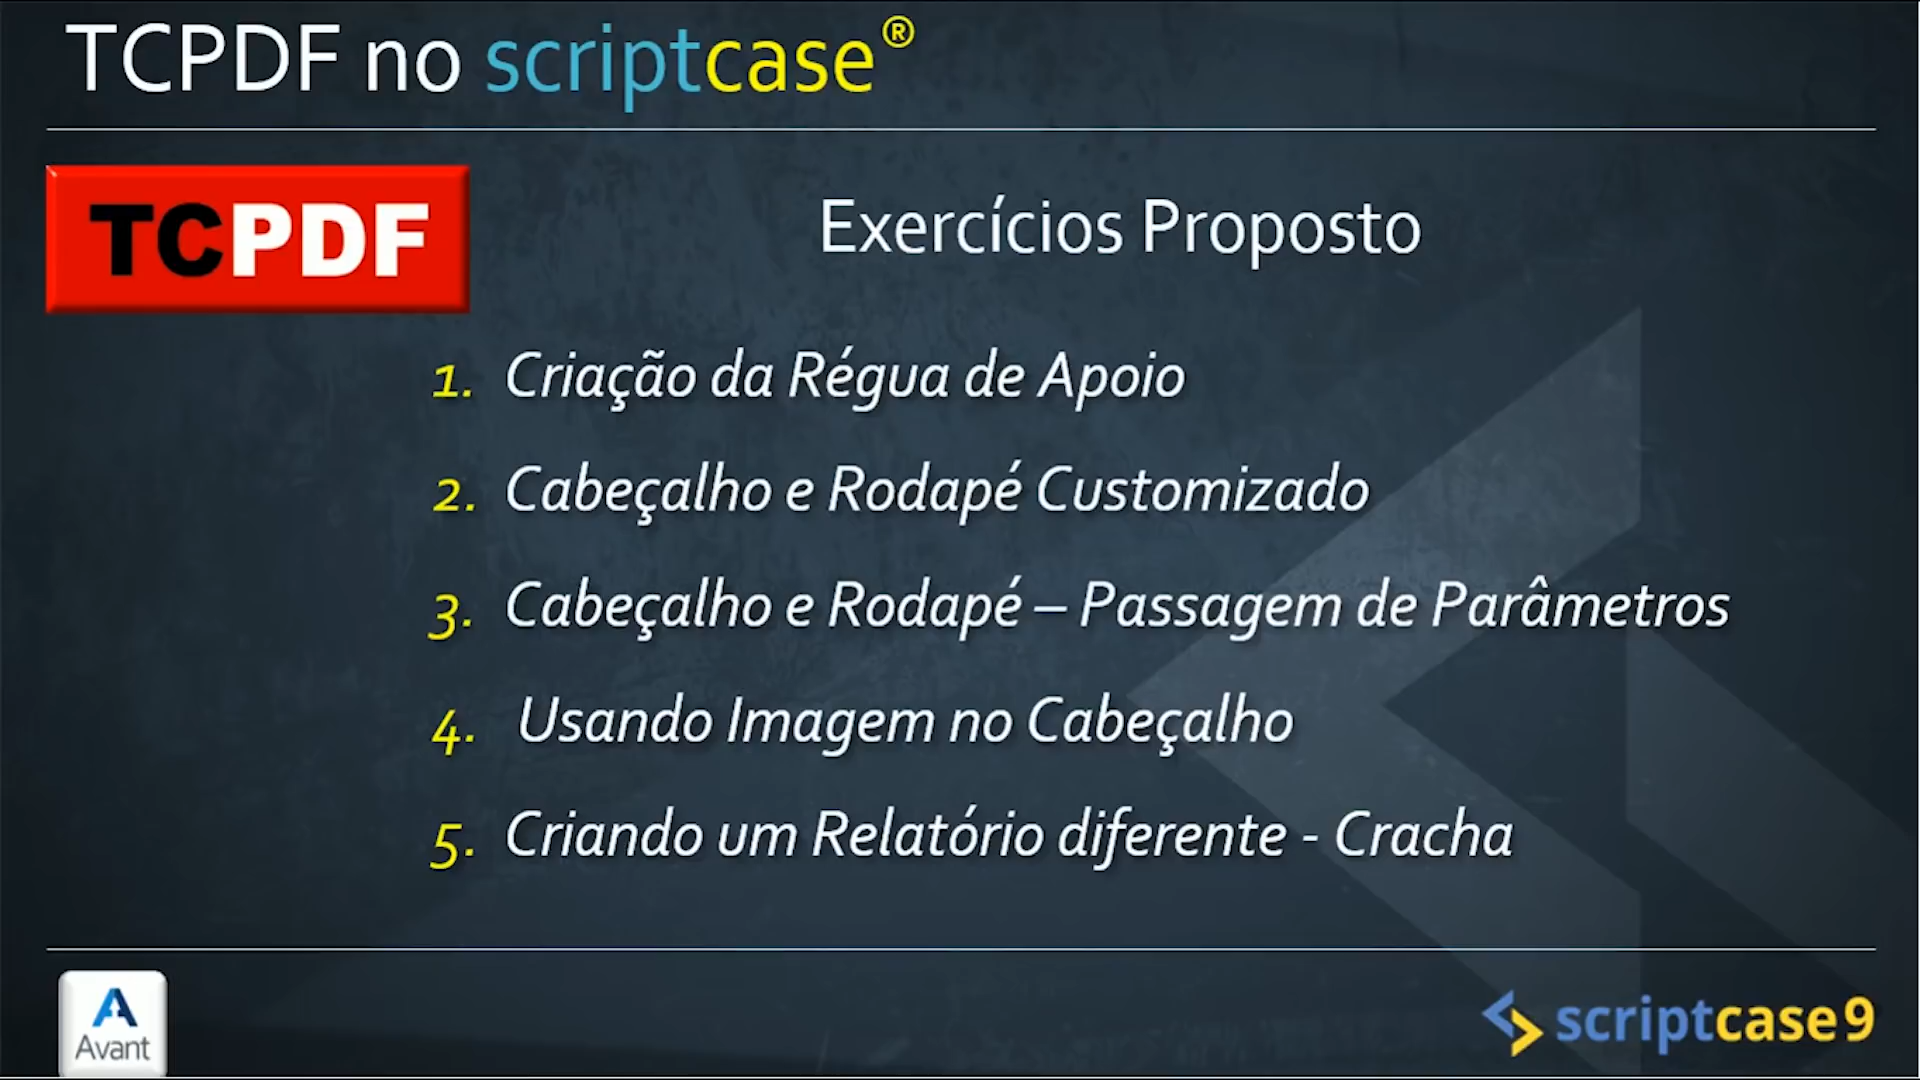 TCPDF no scriptcase®
TCPDF
Exercícios Proposto
1. Criação da Régua de Apoio
2. Cabeçalho e Rodapé Customizado
3. Cabeçalho e Rodapé – Passagem de Parâmetros
4. Usando Imagem no Cabeçalho
5. Criando um Relatório diferente - Cracha
A
Avant
scriptcase9